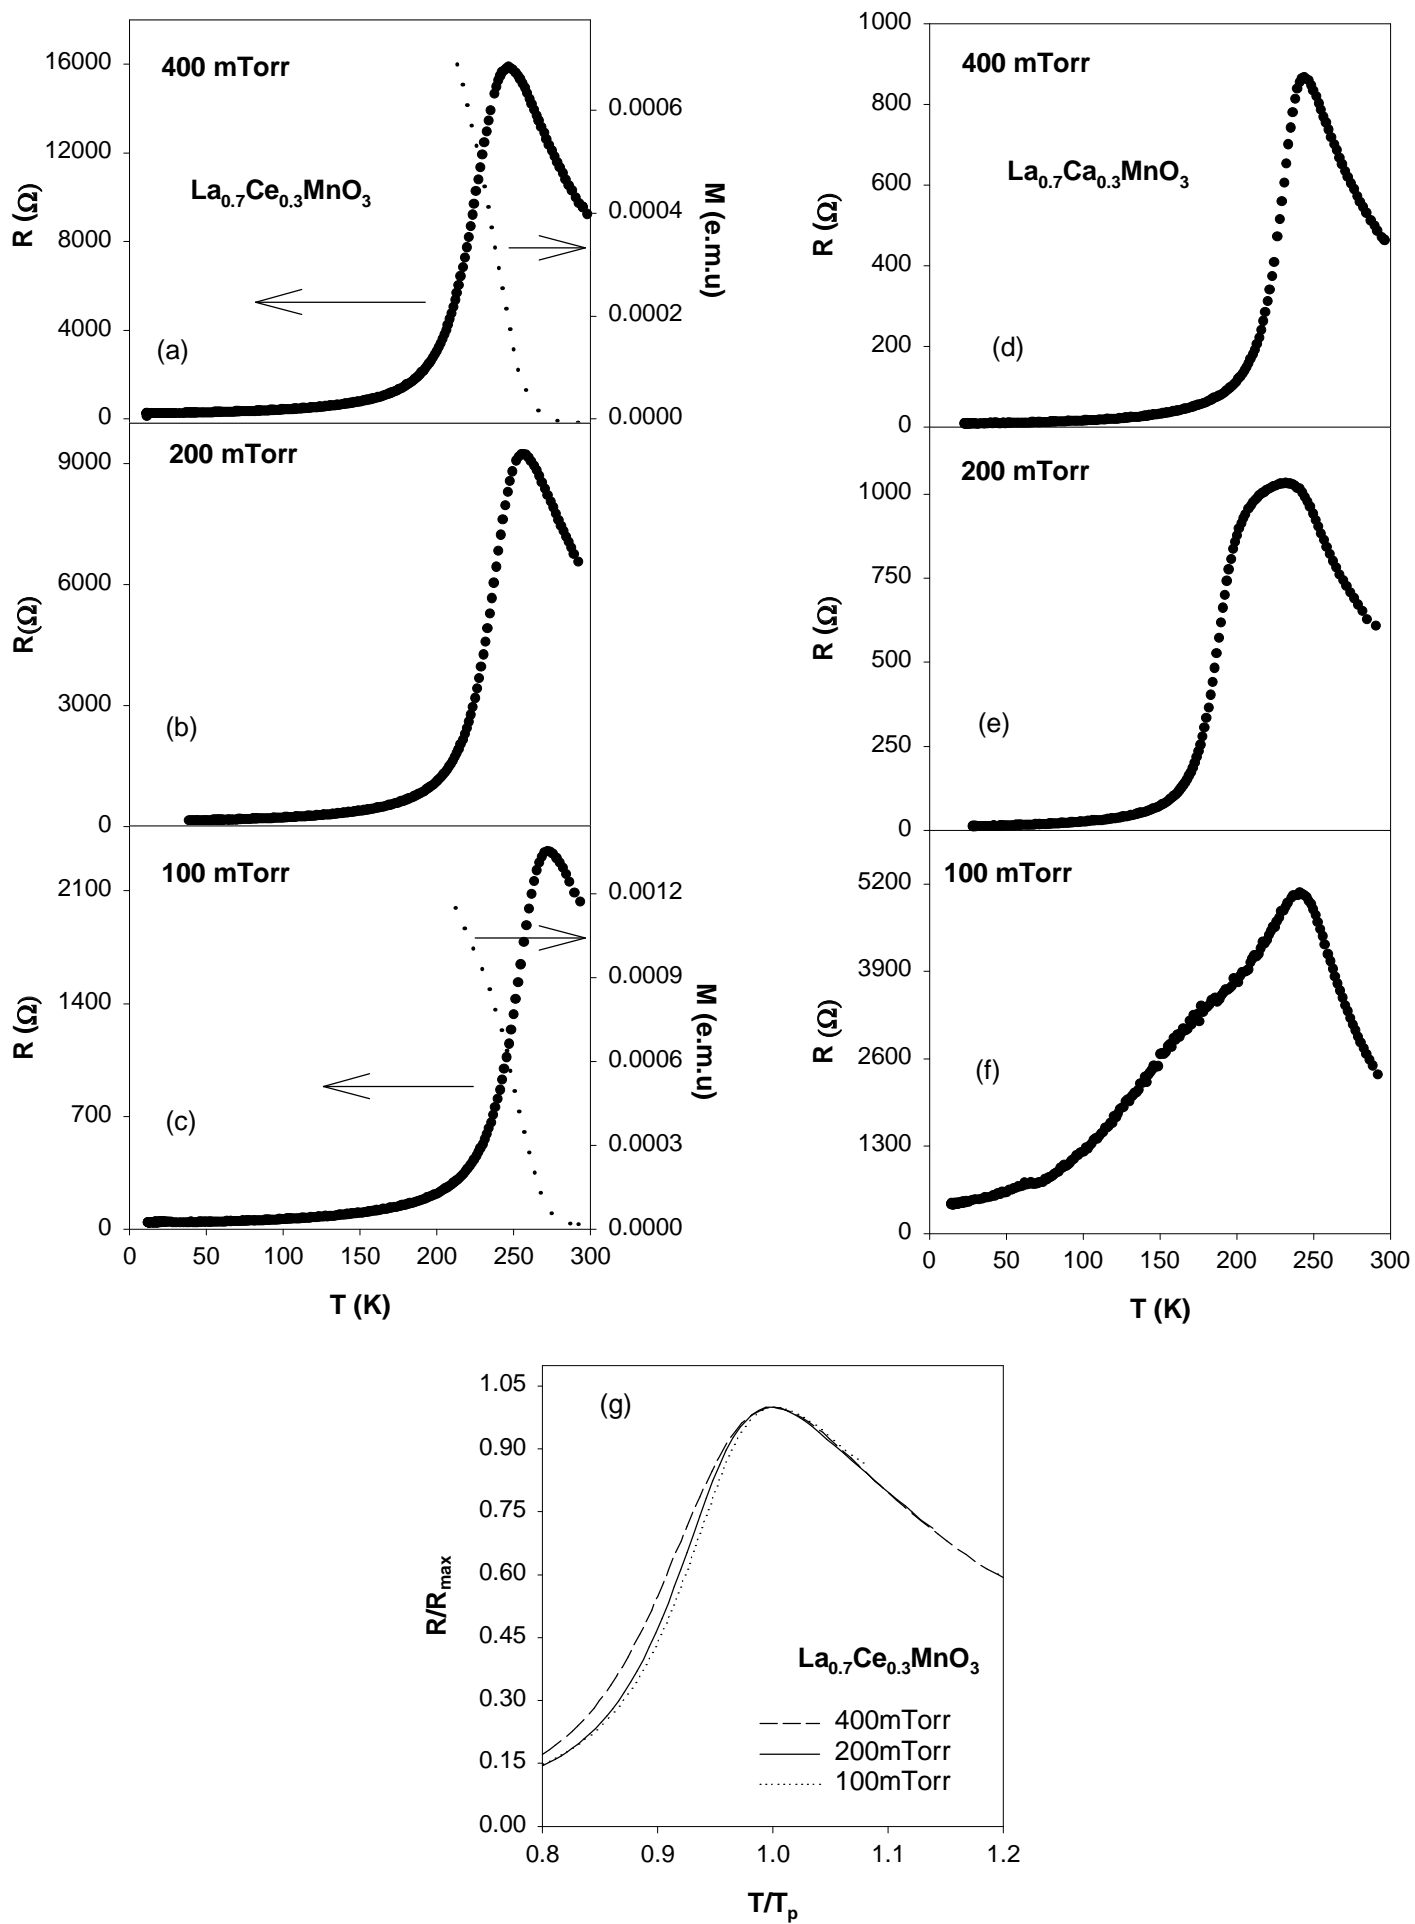 400 mTorr
La0.7Ce0.3MnO3
(a)
R (Ω)
16000
12000
8000
4000
0
0.0006
0.0004
0.0002
0.0000
M (e.m.u)
200 mTorr
(b)
R(Ω)
9000
6000
3000
0
100 mTorr
(c)
R (Ω)
2100
1400
700
0
0.0012
0.0009
0.0006
0.0003
0.0000
M (e.m.u)
0 50 100 150 200 250 300
T (K)
400 mTorr
La0.7Ca0.3MnO3
(d)
R (Ω)
1000
800
600
400
200
0
200 mTorr
(e)
R (Ω)
1000
750
500
250
0
100 mTorr
(f)
R (Ω)
5200
3900
2600
1300
0
0 50 100 150 200 250 300
T (K)
(g)
R/Rmax
1.05
0.90
0.75
0.60
0.45
0.30
0.15
0.00
La0.7Ce0.3MnO3
400mTorr
200mTorr
100mTorr
0.8 0.9 1.0 1.1 1.2
T/Tp